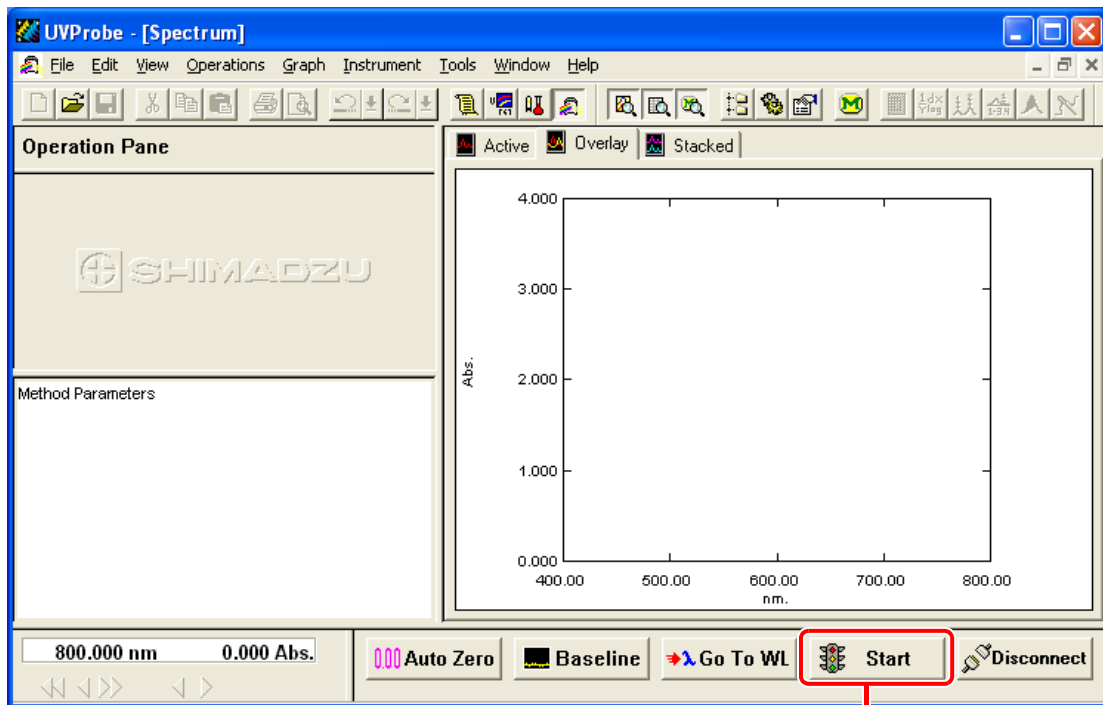 UVProbe - [Spectrum]
File Edit View Operations Graph Instrument Tools Window Help
Operation Pane
Active Overlay Stacked
SHIMADZU
Method Parameters
4.000
3.000
2.000
1.000
0.000
Abs.
400.00 500.00 600.00 700.00 800.00
nm.
800.000 nm 0.000 Abs.
Auto Zero Baseline Go To WL Start Disconnect